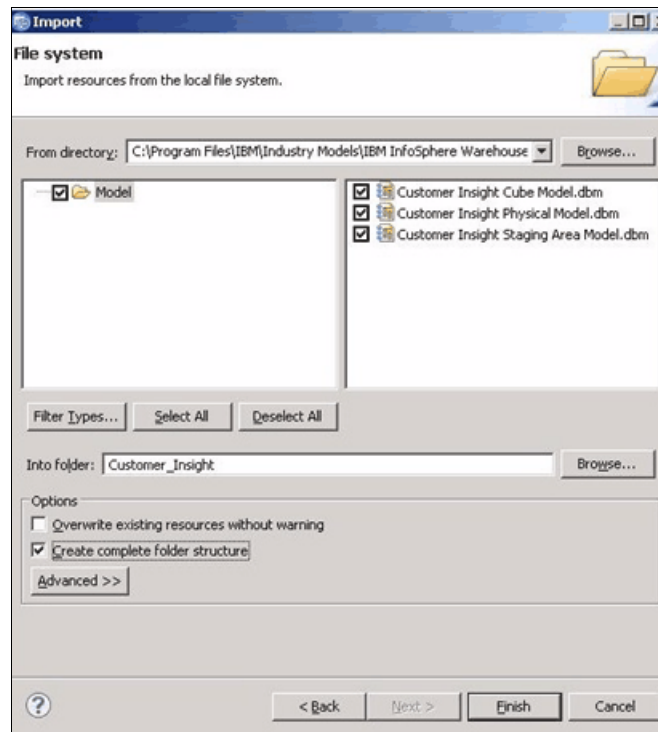 Import
File system
Import resources from the local file system.
From directory: C:\Program Files\IBM\Industry Models\IBM InfoSphere Warehouse Browse...
Model
Customer Insight Cube Model.dbm
Customer Insight Physical Model.dbm
Customer Insight Staging Area Model.dbm
Filter Types... Select All Deselect All
Into folder: Customer_Insight Browse...
Options
Overwrite existing resources without warning
Create complete folder structure
Advanced >>
? < Back Next > Finish Cancel